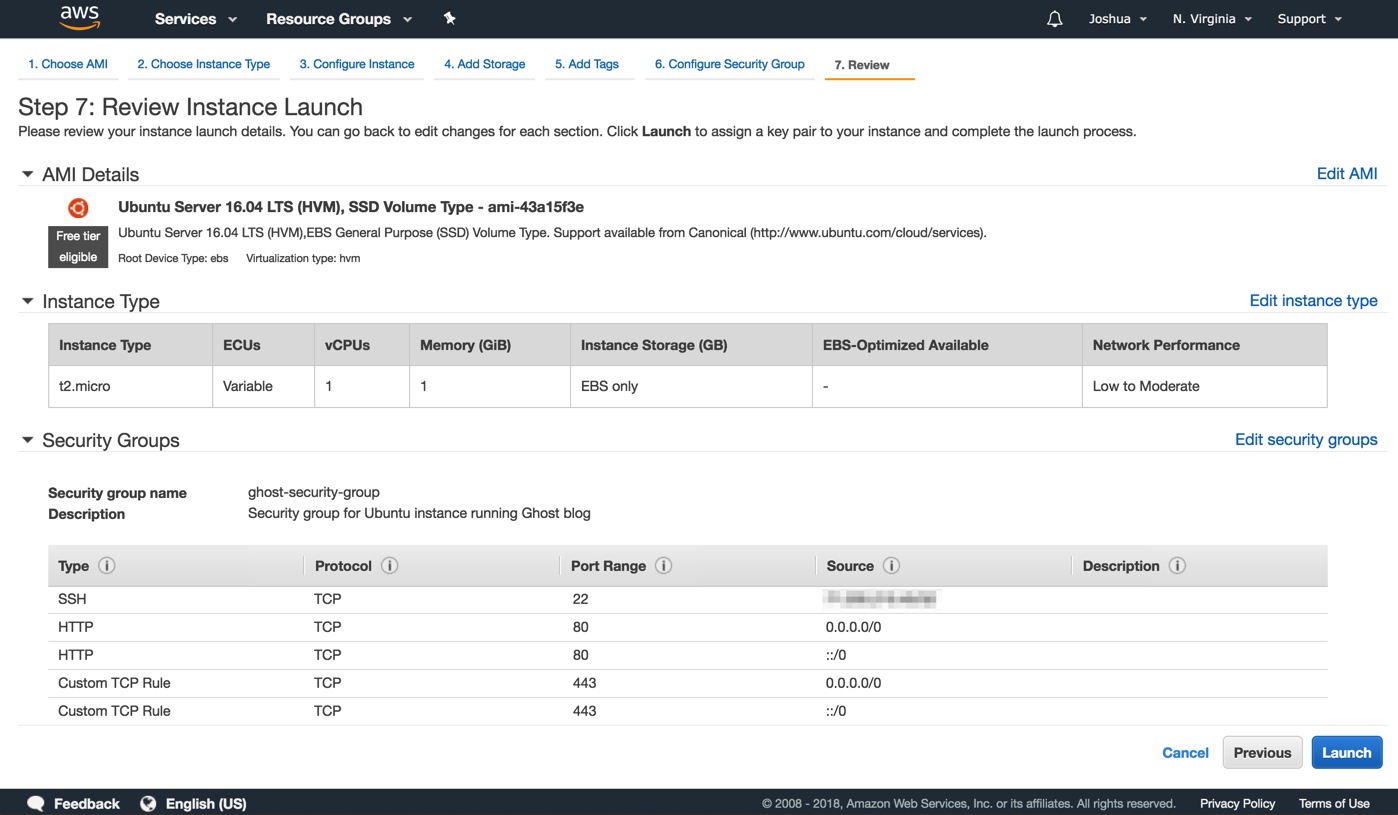 aws Services Resource Groups Joshua N. Virginia Support
1. Choose AMI 2. Choose Instance Type 3. Configure Instance 4. Add Storage 5. Add Tags 6. Configure Security Group 7. Review
Step 7: Review Instance Launch
Please review your instance launch details. You can go back to edit changes for each section. Click Launch to assign a key pair to your instance and complete the launch process.
AMI Details Edit AMI
Ubuntu Server 16.04 LTS (HVM), SSD Volume Type - ami-43a15f3e
Free tier
eligible
Ubuntu Server 16.04 LTS (HVM),EBS General Purpose (SSD) Volume Type. Support available from Canonical (http://www.ubuntu.com/cloud/services).
Root Device Type: ebs Virtualization type: hvm
Instance Type Edit instance type
Instance Type ECUs vCPUs Memory (GiB) Instance Storage (GB) EBS-Optimized Available Network Performance
t2.micro Variable 1 1 EBS only - Low to Moderate
Security Groups Edit security groups
Security group name ghost-security-group
Description Security group for Ubuntu instance running Ghost blog
Type i Protocol i Port Range i Source i Description i
SSH TCP 22
HTTP TCP 80 0.0.0.0/0
HTTP TCP 80 ::/0
Custom TCP Rule TCP 443 0.0.0.0/0
Custom TCP Rule TCP 443 ::/0
Cancel Previous Launch
Feedback English (US) © 2008 - 2018, Amazon Web Services, Inc. or its affiliates. All rights reserved. Privacy Policy Terms of Use